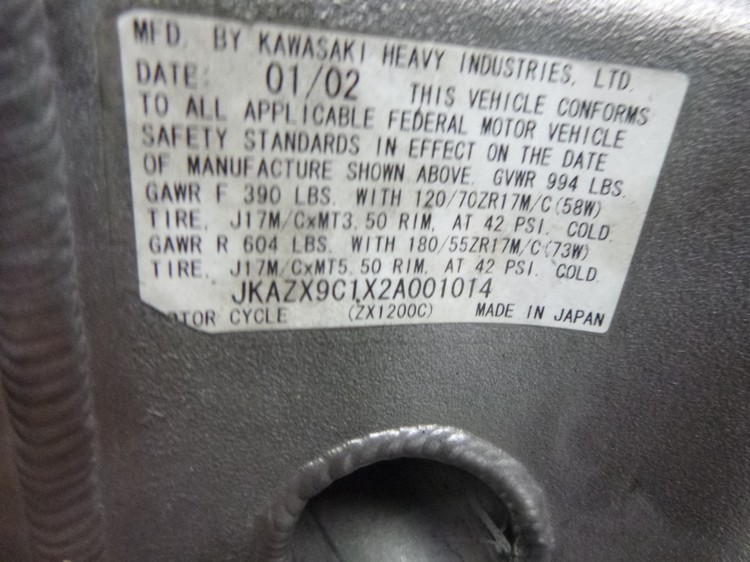 MFD. BY KAWASAKI HEAVY INDUSTRIES, LTD.
DATE: 01/02 THIS VEHICLE CONFORMS
TO ALL APPLICABLE FEDERAL MOTOR VEHICLE
SAFETY STANDARDS IN EFFECT ON THE DATE
OF MANUFACTURE SHOWN ABOVE. GVWR 994 LBS.
GAWR F 390 LBS. WITH 120/70ZR17M/C(58W)
TIRE, J17M/CxMT3.50 RIM, AT 42 PSI. COLD.
GAWR R 604 LBS. WITH 180/55ZR17M/C(73W)
TIRE, J17M/CxMT5.50 RIM, AT 42 PSI. COLD.
JKAZX9C1X2A001014
OTOR CYCLE (ZX1200C) MADE IN JAPAN